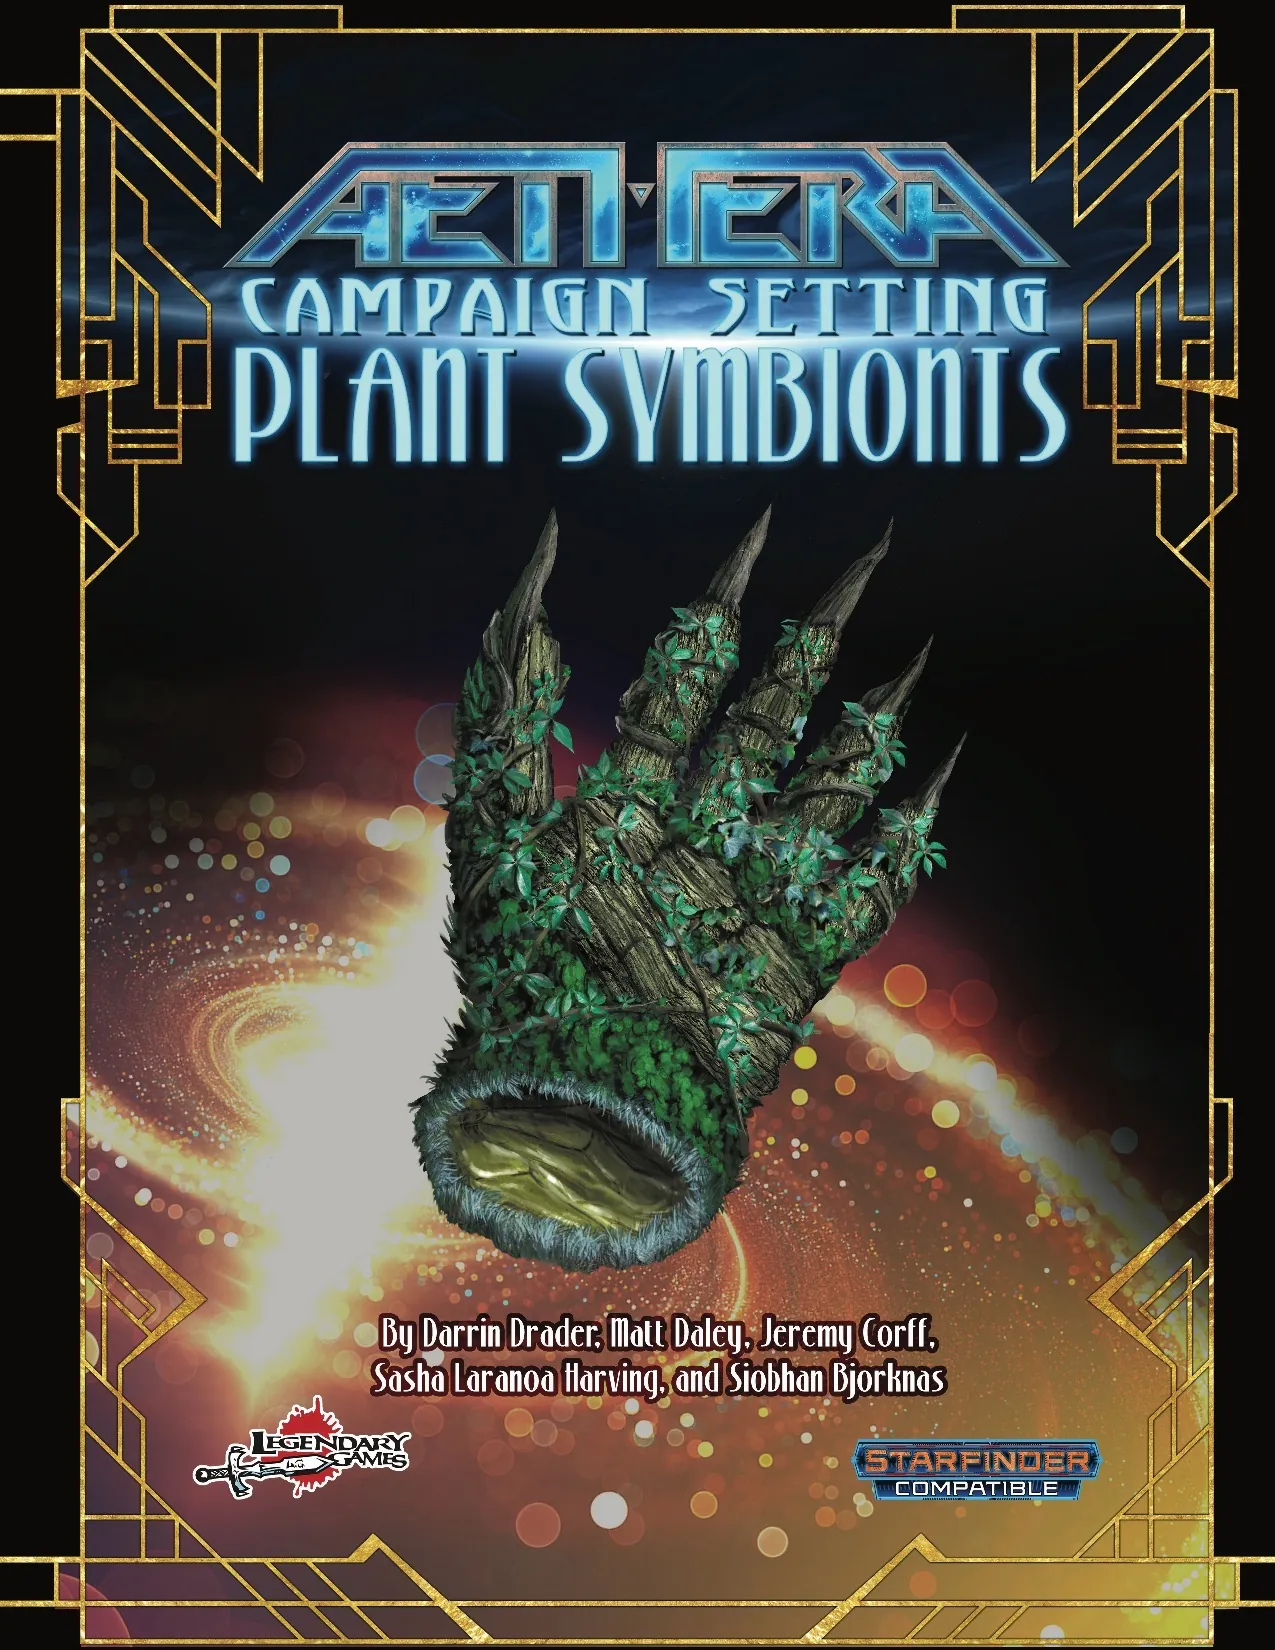 AETHERA
CAMPAIGN SETTING
PLANT SYMBIONTS
By Darrin Drader, Matt Daley, Jeremy Corff,
Sasha Laranoa Harving, and Siobhan Bjorknas
LEGENDARY
GAMES
L&G
STARFINDER
COMPATIBLE